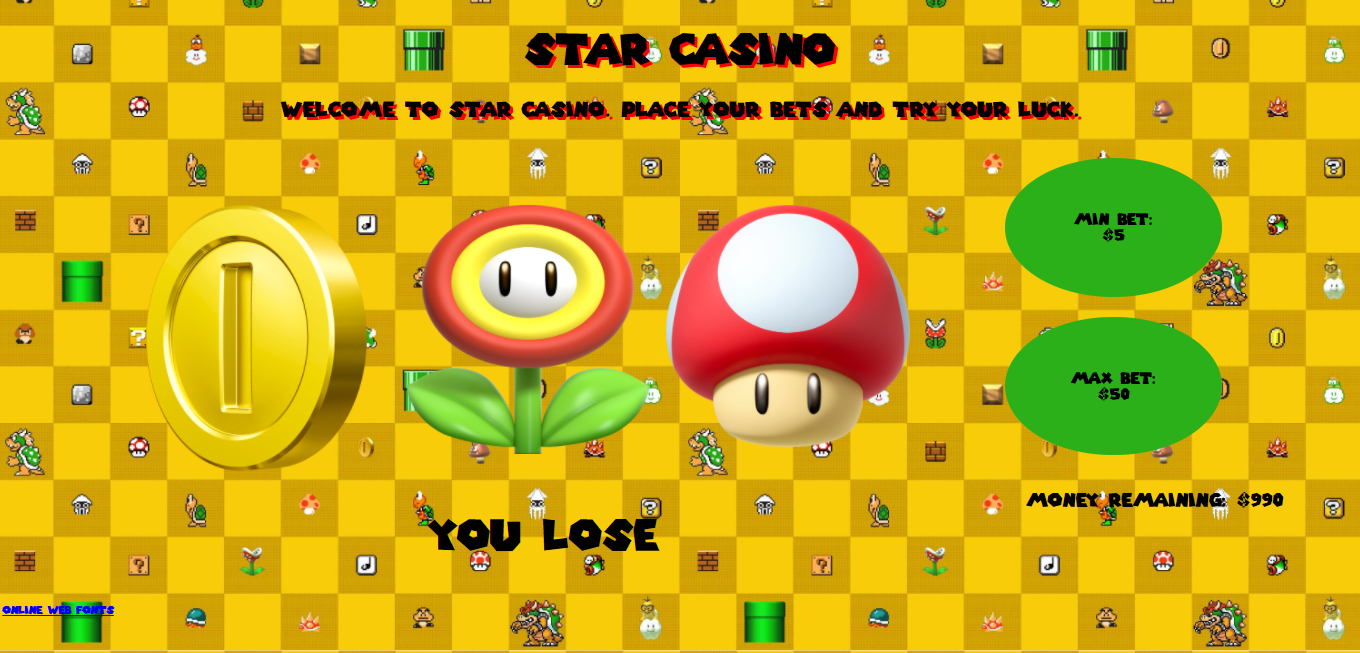 STAR CASINO
WELCOME TO STAR CASINO. PLACE YOUR BETS AND TRY YOUR LUCK.
MIN BET:
$5
MAX BET:
$50
MONEY REMAINING: $990
YOU LOSE
ONLINE WEB FONTS